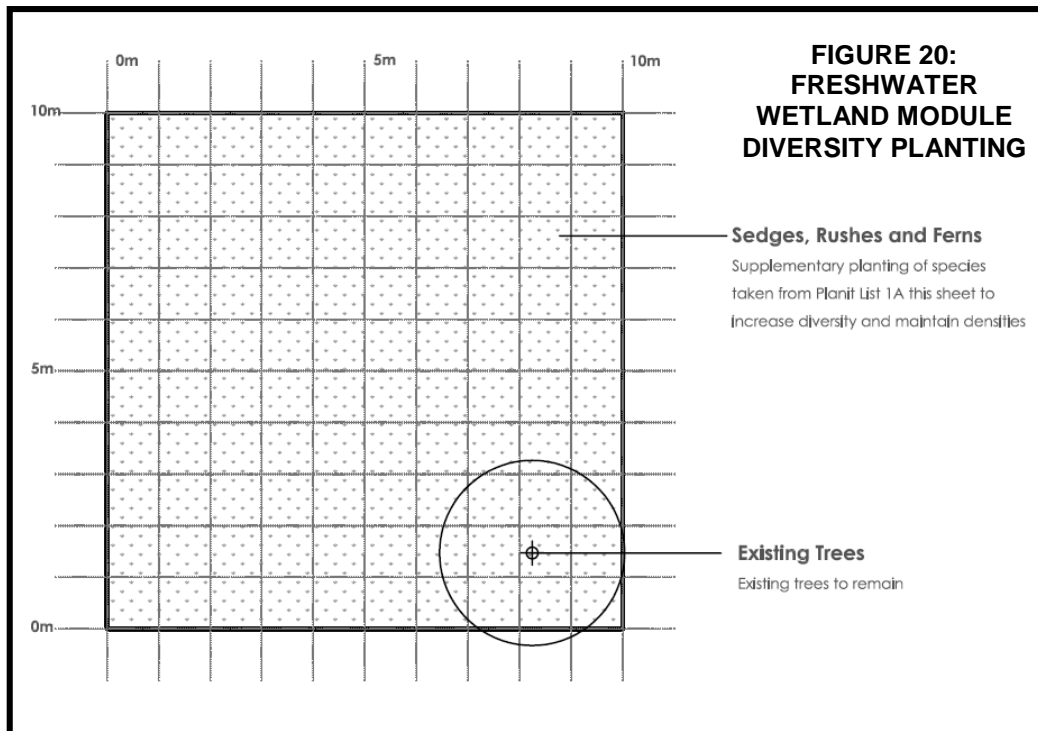 0m
5m
10m
FIGURE 20:
FRESHWATER
WETLAND MODULE
DIVERSITY PLANTING
10m
Sedges, Rushes and Ferns
Supplementary planting of species
taken from Planit List 1A this sheet to
increase diversity and maintain densities
5m
Existing Trees
Existing trees to remain
0m